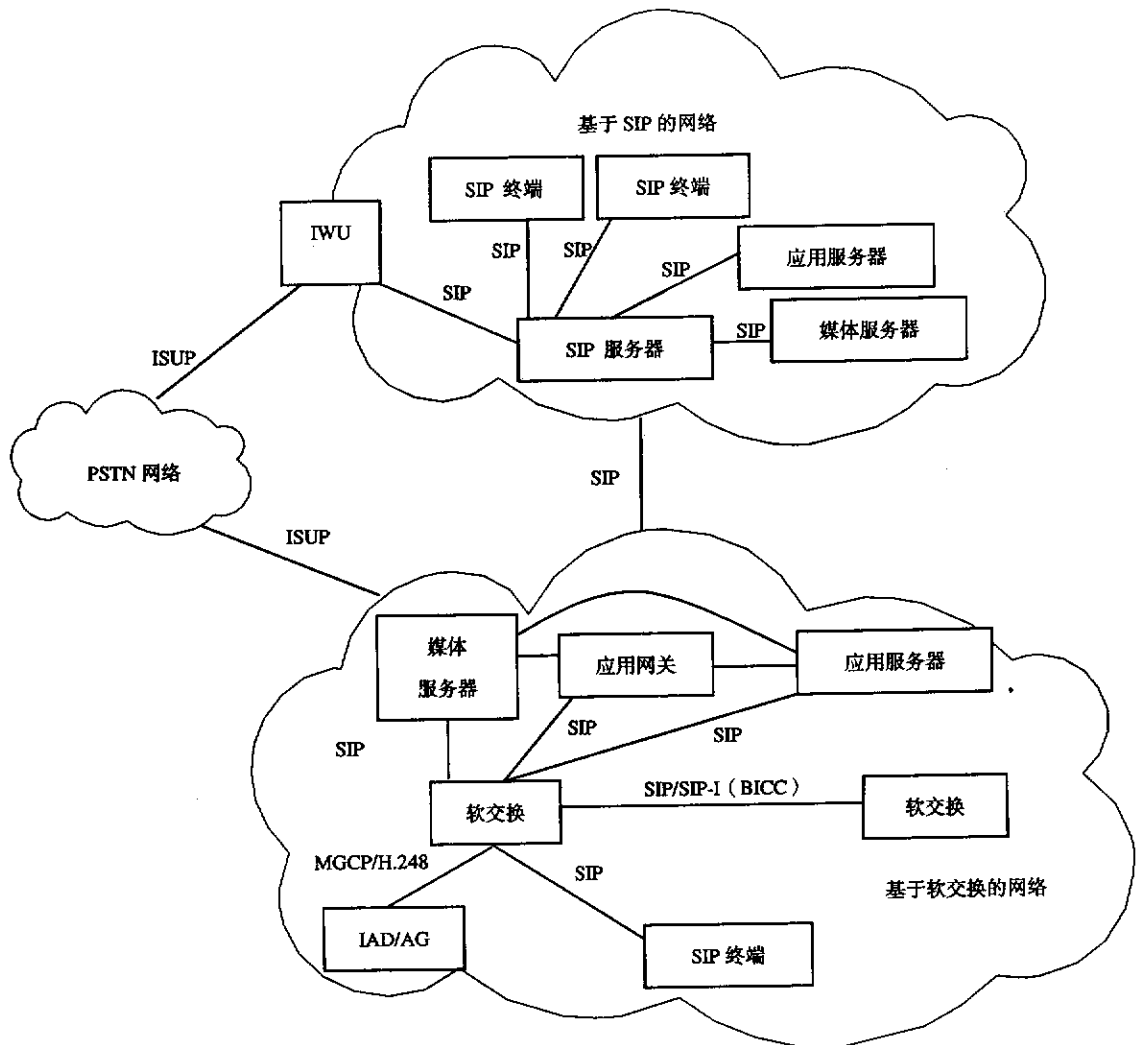 基于 SIP 的网络
SIP 终端
SIP 终端
IWU
SIP
SIP
应用服务器
SIP
SIP
SIP 服务器
SIP
媒体服务器
ISUP
PSTN 网络
SIP
ISUP
媒体
服务器
应用网关
应用服务器
SIP
SIP
SIP
软交换
SIP/SIP-I（BICC）
软交换
MGCP/H.248
SIP
基于软交换的网络
IAD/AG
SIP 终端